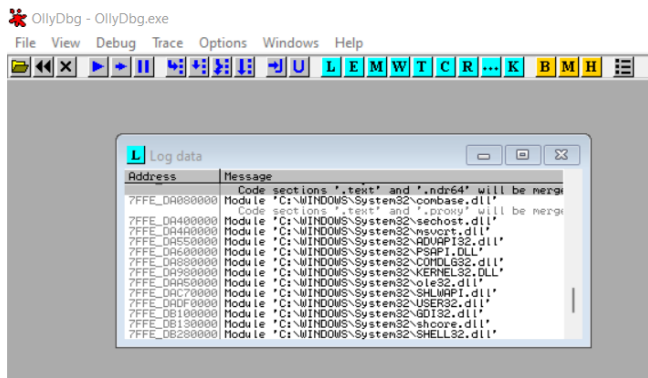 OllyDbg - OllyDbg.exe
File View Debug Trace Options Windows Help
L E M W T C R ... K B M H
L Log data
Address Message
Code sections '.text' and '.ndr64' will be merge
7FFE_DA080000 Module 'C:\WINDOWS\System32\combase.dll'
Code sections '.text' and '.proxy' will be merge
7FFE_DA400000 Module 'C:\WINDOWS\System32\sechost.dll'
7FFE_DA4A0000 Module 'C:\WINDOWS\System32\msvcrt.dll'
7FFE_DA550000 Module 'C:\WINDOWS\System32\ADVAPI32.dll'
7FFE_DA600000 Module 'C:\WINDOWS\System32\PSAPI.DLL'
7FFE_DA880000 Module 'C:\WINDOWS\System32\COMDLG32.dll'
7FFE_DA980000 Module 'C:\WINDOWS\System32\KERNEL32.DLL'
7FFE_DAA50000 Module 'C:\WINDOWS\System32\ole32.dll'
7FFE_DAC70000 Module 'C:\WINDOWS\System32\SHLWAPI.dll'
7FFE_DADF0000 Module 'C:\WINDOWS\System32\USER32.dll'
7FFE_DB100000 Module 'C:\WINDOWS\System32\GDI32.dll'
7FFE_DB130000 Module 'C:\WINDOWS\System32\shcore.dll'
7FFE_DB280000 Module 'C:\WINDOWS\System32\SHELL32.dll'